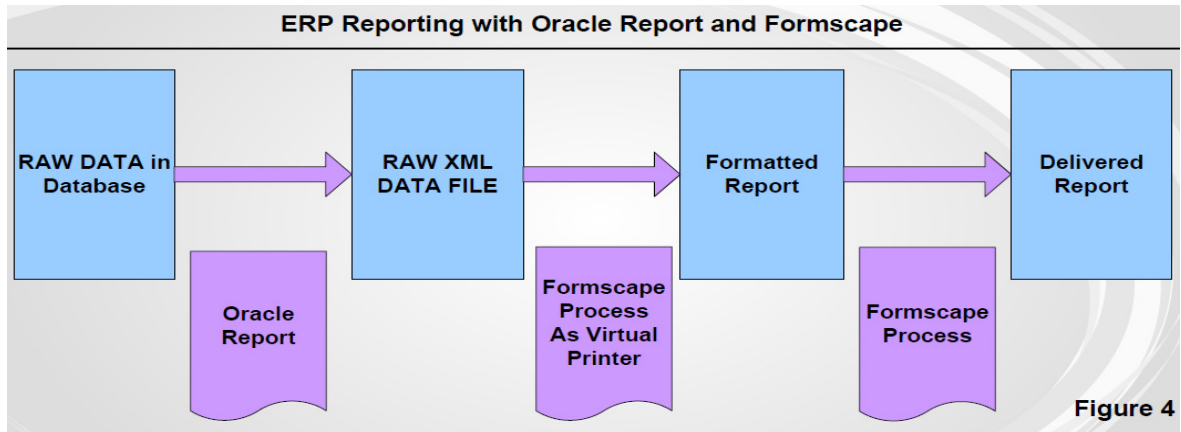 ERP Reporting with Oracle Report and Formscape
RAW DATA in
Database
RAW XML
DATA FILE
Formatted
Report
Delivered
Report
Oracle
Report
Formscape
Process
As Virtual
Printer
Formscape
Process
Figure 4